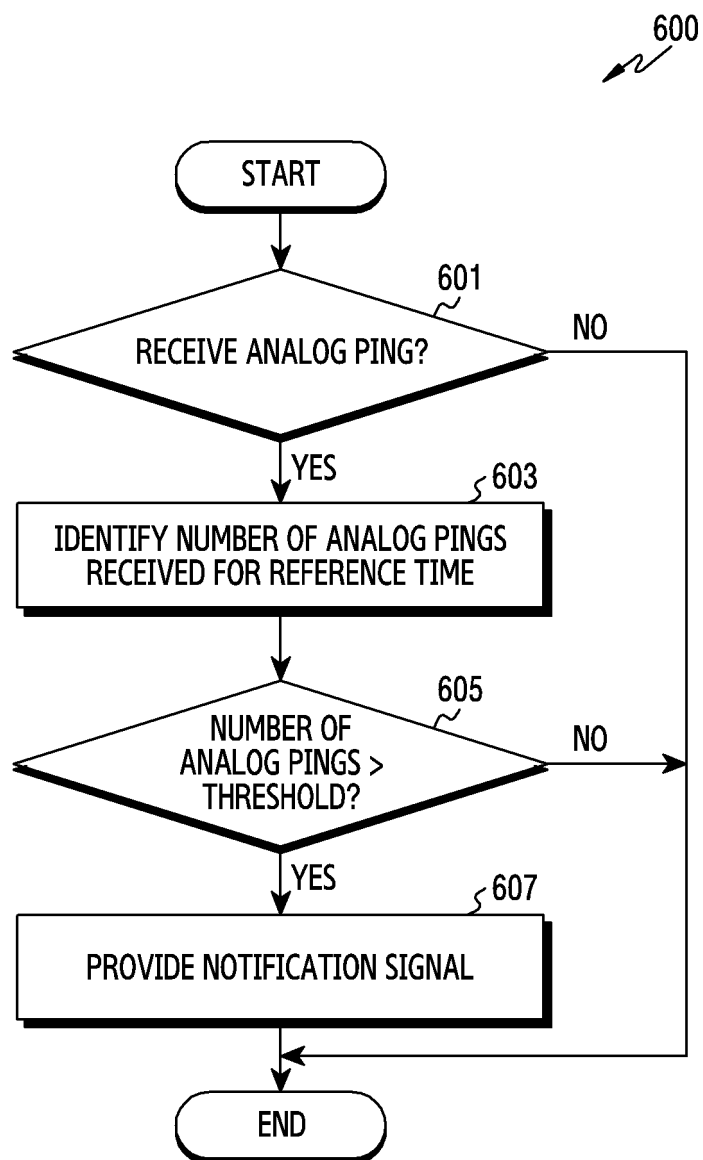 600
START
601
RECEIVE ANALOG PING?
NO
YES
603
IDENTIFY NUMBER OF ANALOG PINGS
RECEIVED FOR REFERENCE TIME
605
NUMBER OF
ANALOG PINGS >
THRESHOLD?
NO
YES
607
PROVIDE NOTIFICATION SIGNAL
END